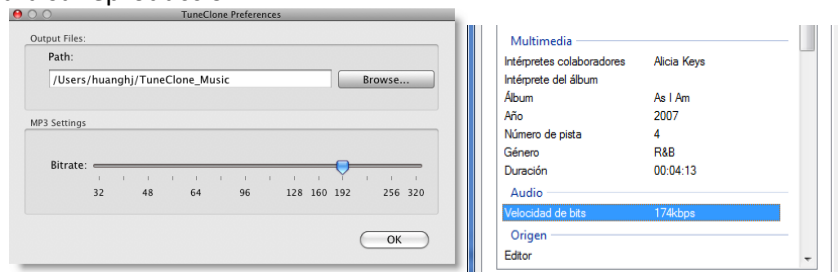 TuneClone Preferences
Output Files:
Path:
/Users/huanghj/TuneClone_Music
Browse...
MP3 Settings
Bitrate:
32 48 64 96 128 160 192 256 320
OK
Multimedia
Intérpretes colaboradores Alicia Keys
Intérprete del álbum
Álbum As I Am
Año 2007
Número de pista 4
Género R&B
Duración 00:04:13
Audio
Velocidad de bits 174kbps
Origen
Editor